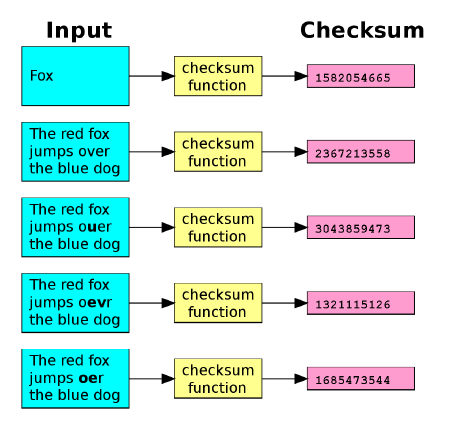 Input Checksum
Fox
checksum
function
1582054665
The red fox
jumps over
the blue dog
checksum
function
2367213558
The red fox
jumps ouer
the blue dog
checksum
function
3043859473
The red fox
jumps oevr
the blue dog
checksum
function
1321115126
The red fox
jumps oer
the blue dog
checksum
function
1685473544